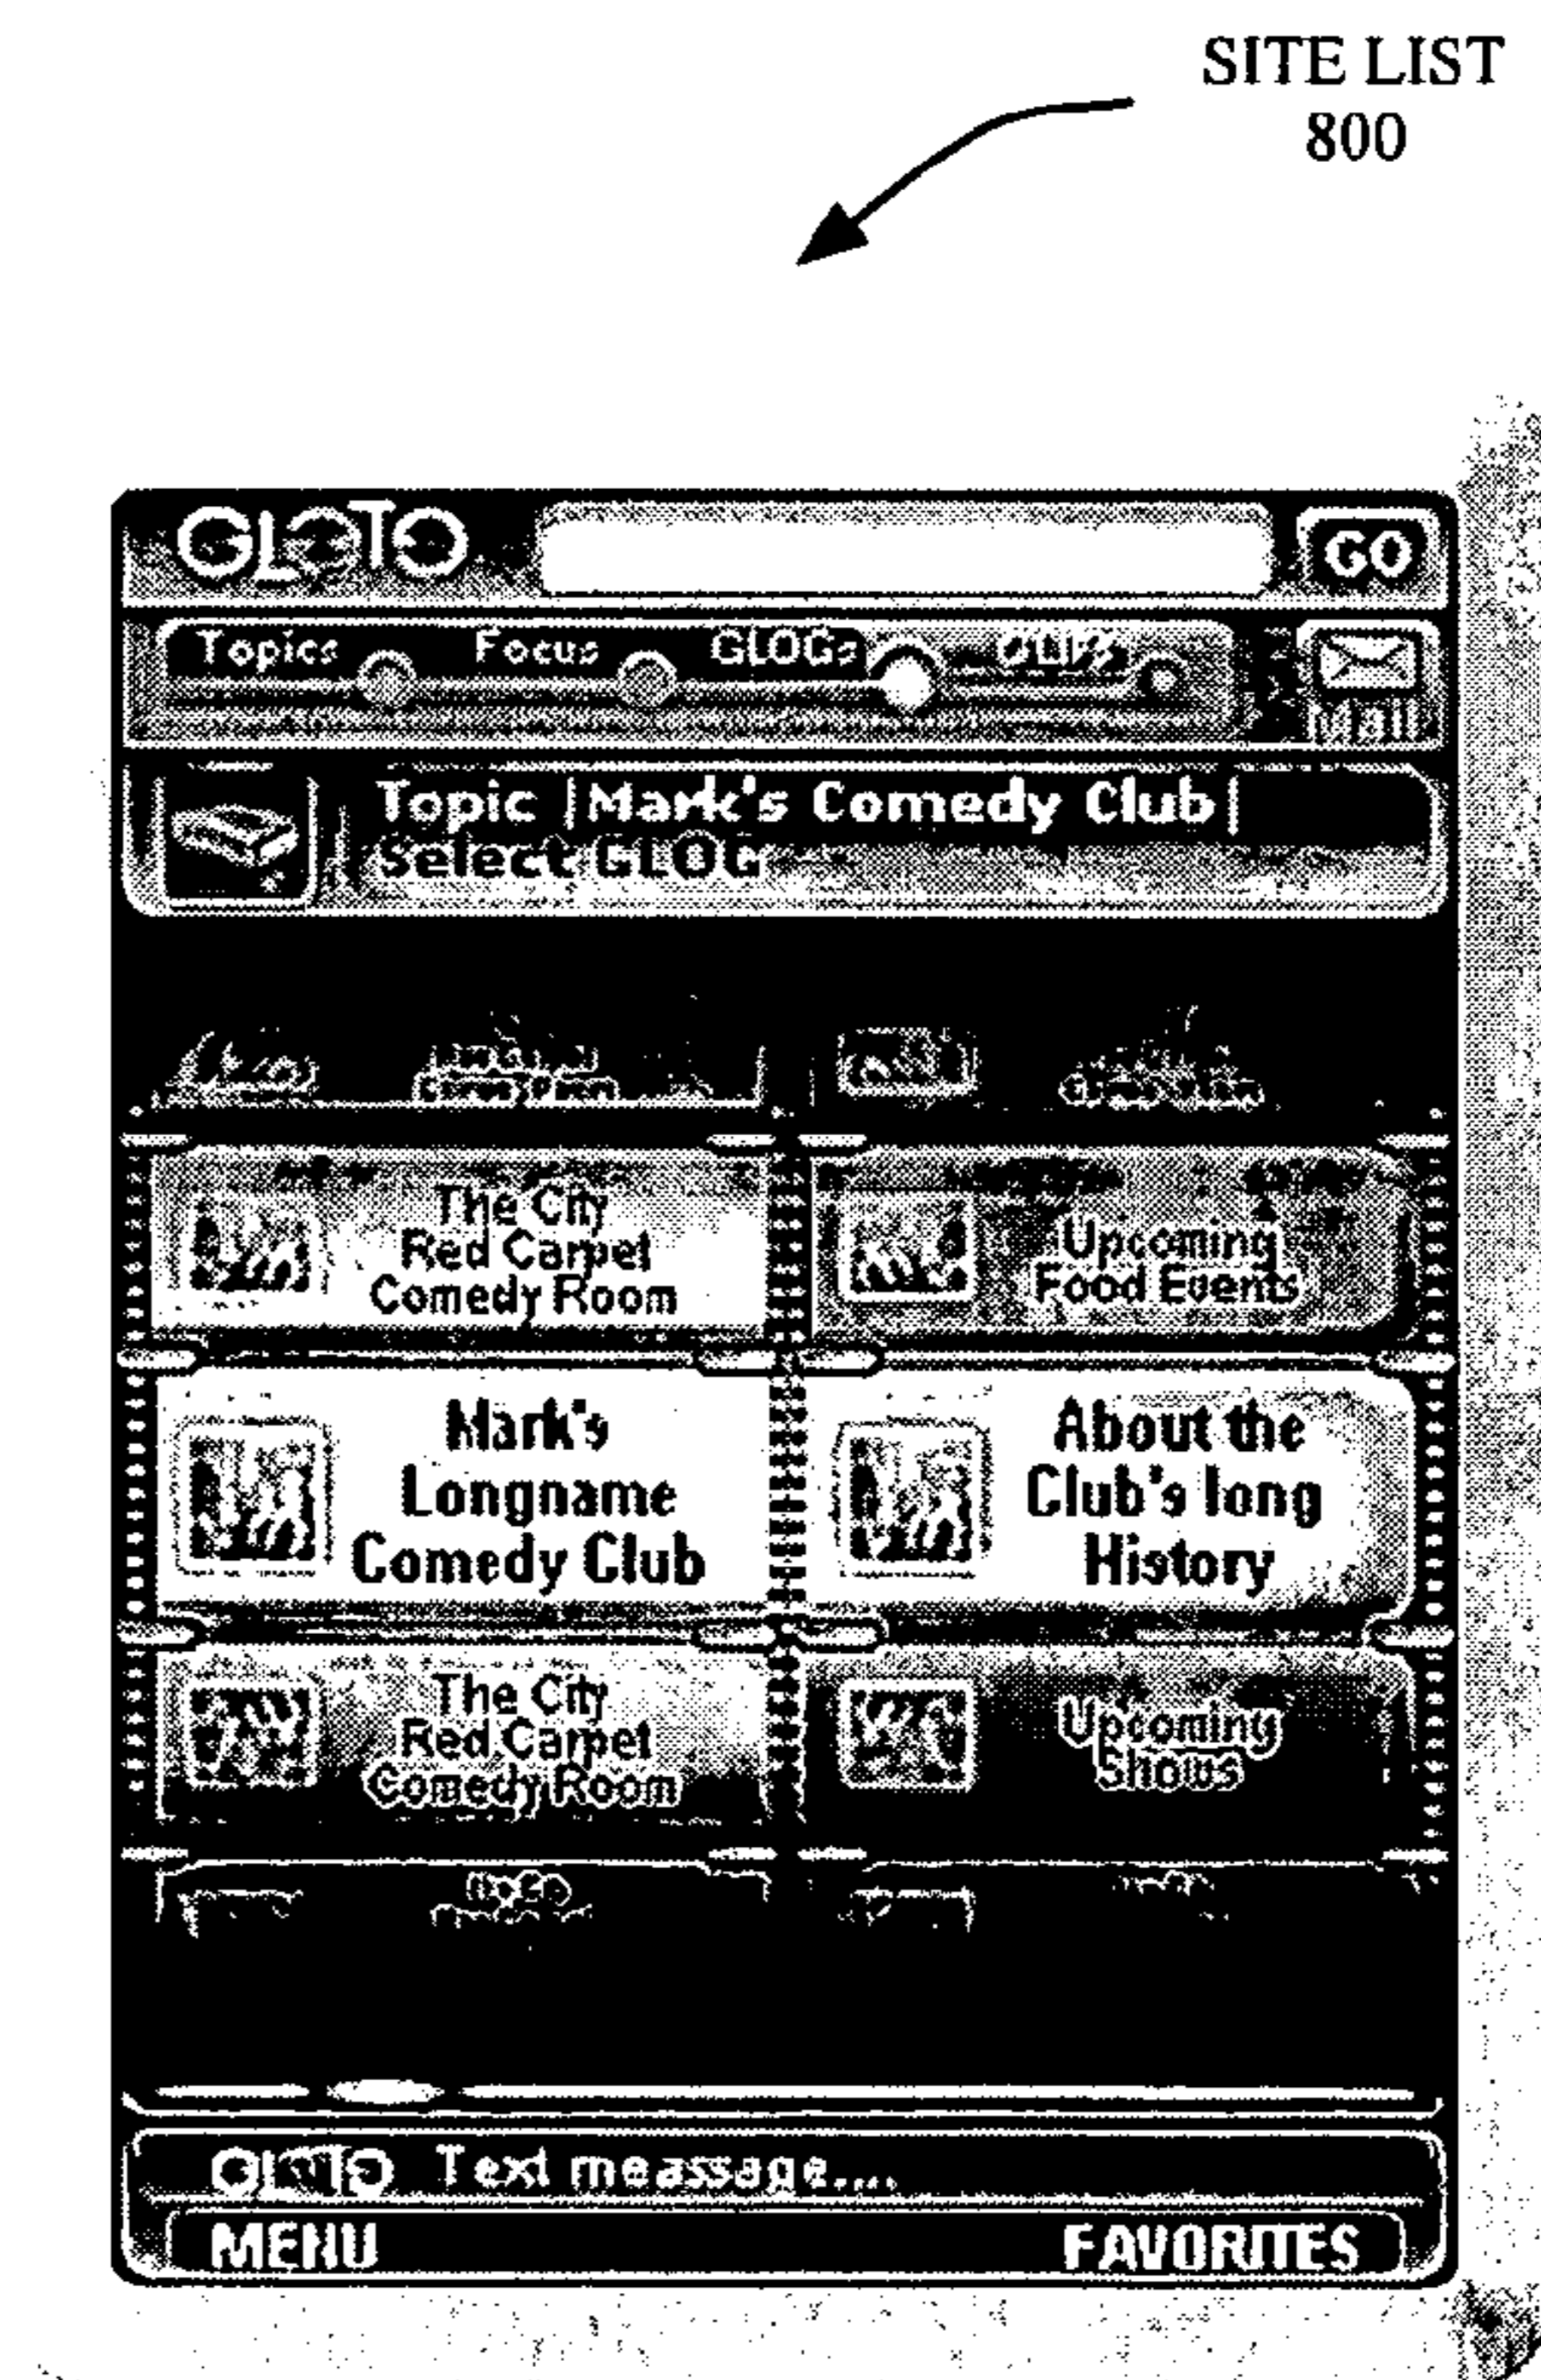 SITE LIST
800
GLOTO
GO
Topics Focus GLOGs CLIPS
Mail
Topic |Mark's Comedy Club|
Select GLOG
The City
Red Carpet
Comedy Room
Upcoming
Food Events
Mark's
Longname
Comedy Club
About the
Club's long
History
The City
Red Carpet
Comedy Room
Upcoming
Shows
GLOTO Text meassage....
MENU FAVORITES